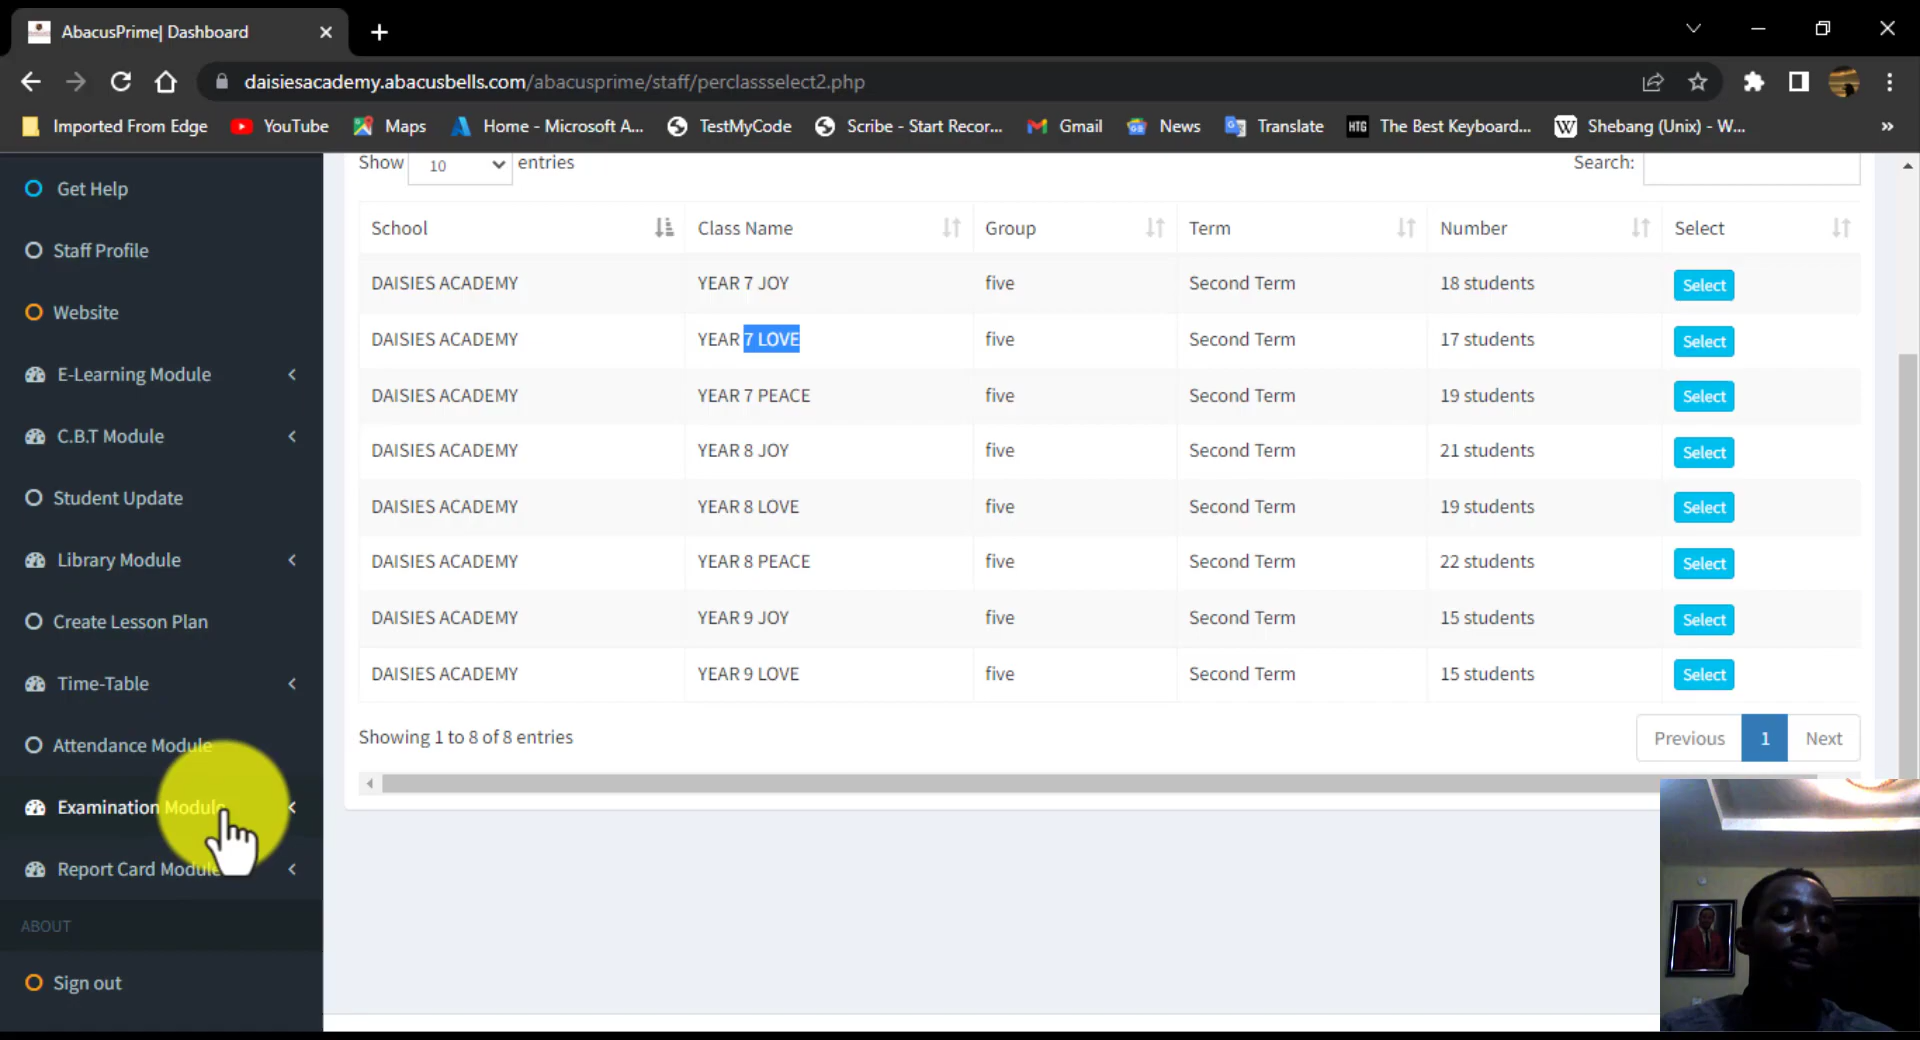 AbacusPrime| Dashboard
daisiesacademy.abacusbells.com/abacusprime/staff/perclassselect2.php
Imported From Edge YouTube Maps Home - Microsoft A... TestMyCode Scribe - Start Recor... Gmail News Translate HTG The Best Keyboard... W Shebang (Unix) - W... »
Get Help
Staff Profile
Website
E-Learning Module
C.B.T Module
Student Update
Library Module
Create Lesson Plan
Time-Table
Attendance Module
Examination Module
Report Card Module
ABOUT
Sign out
Show 10 entries Search:
School Class Name Group Term Number Select
DAISIES ACADEMY YEAR 7 JOY five Second Term 18 students Select
DAISIES ACADEMY YEAR 7 LOVE five Second Term 17 students Select
DAISIES ACADEMY YEAR 7 PEACE five Second Term 19 students Select
DAISIES ACADEMY YEAR 8 JOY five Second Term 21 students Select
DAISIES ACADEMY YEAR 8 LOVE five Second Term 19 students Select
DAISIES ACADEMY YEAR 8 PEACE five Second Term 22 students Select
DAISIES ACADEMY YEAR 9 JOY five Second Term 15 students Select
DAISIES ACADEMY YEAR 9 LOVE five Second Term 15 students Select
Showing 1 to 8 of 8 entries Previous 1 Next